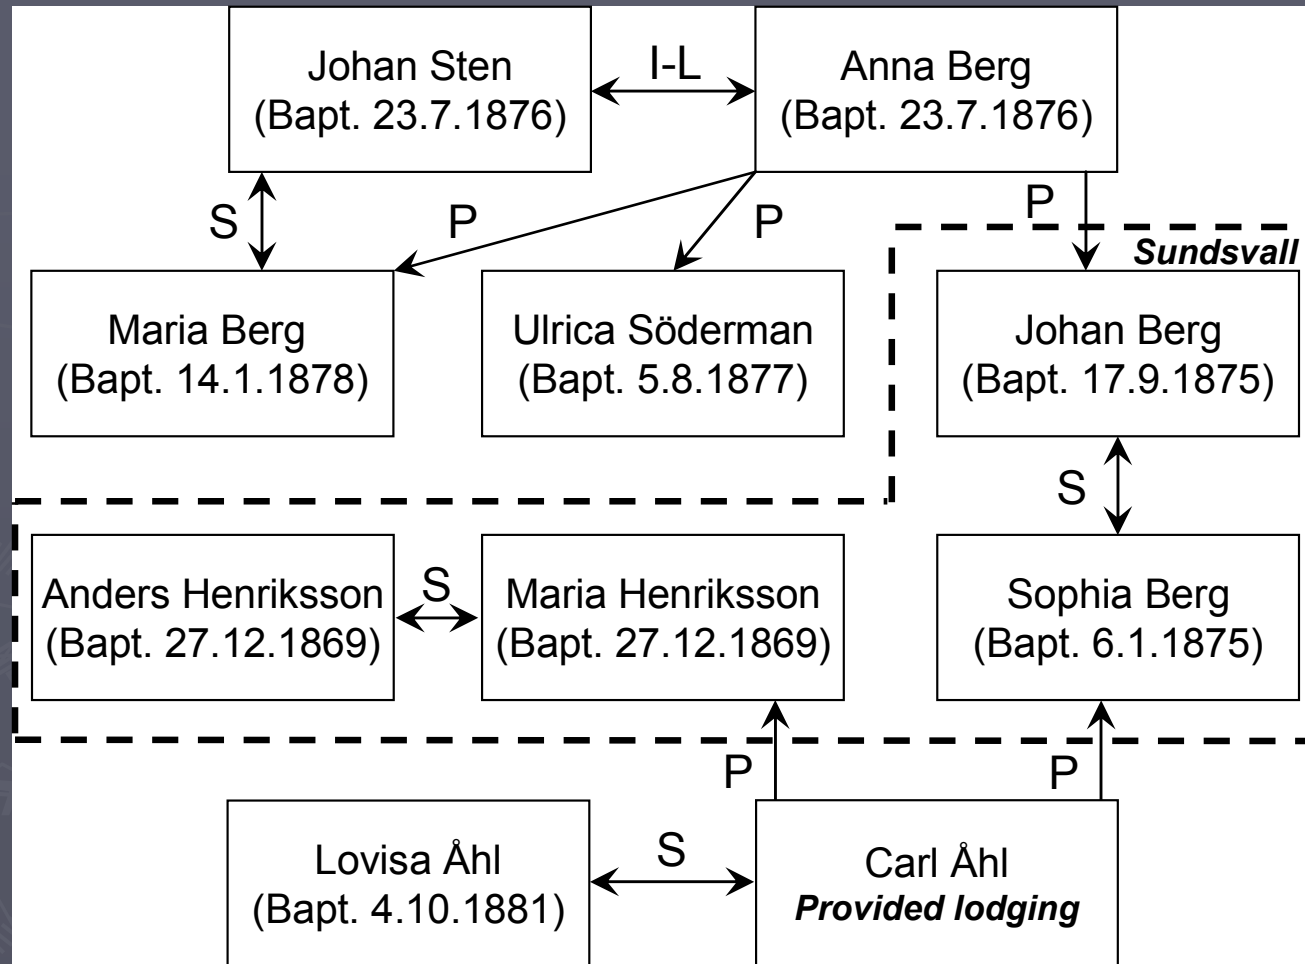 Johan Sten
(Bapt. 23.7.1876)
I-L
Anna Berg
(Bapt. 23.7.1876)
S
P
P
P
Sundsvall
Maria Berg
(Bapt. 14.1.1878)
Ulrica Söderman
(Bapt. 5.8.1877)
Johan Berg
(Bapt. 17.9.1875)
S
Anders Henriksson
(Bapt. 27.12.1869)
S
Maria Henriksson
(Bapt. 27.12.1869)
Sophia Berg
(Bapt. 6.1.1875)
P
P
Lovisa Åhl
(Bapt. 4.10.1881)
S
Carl Åhl
Provided lodging